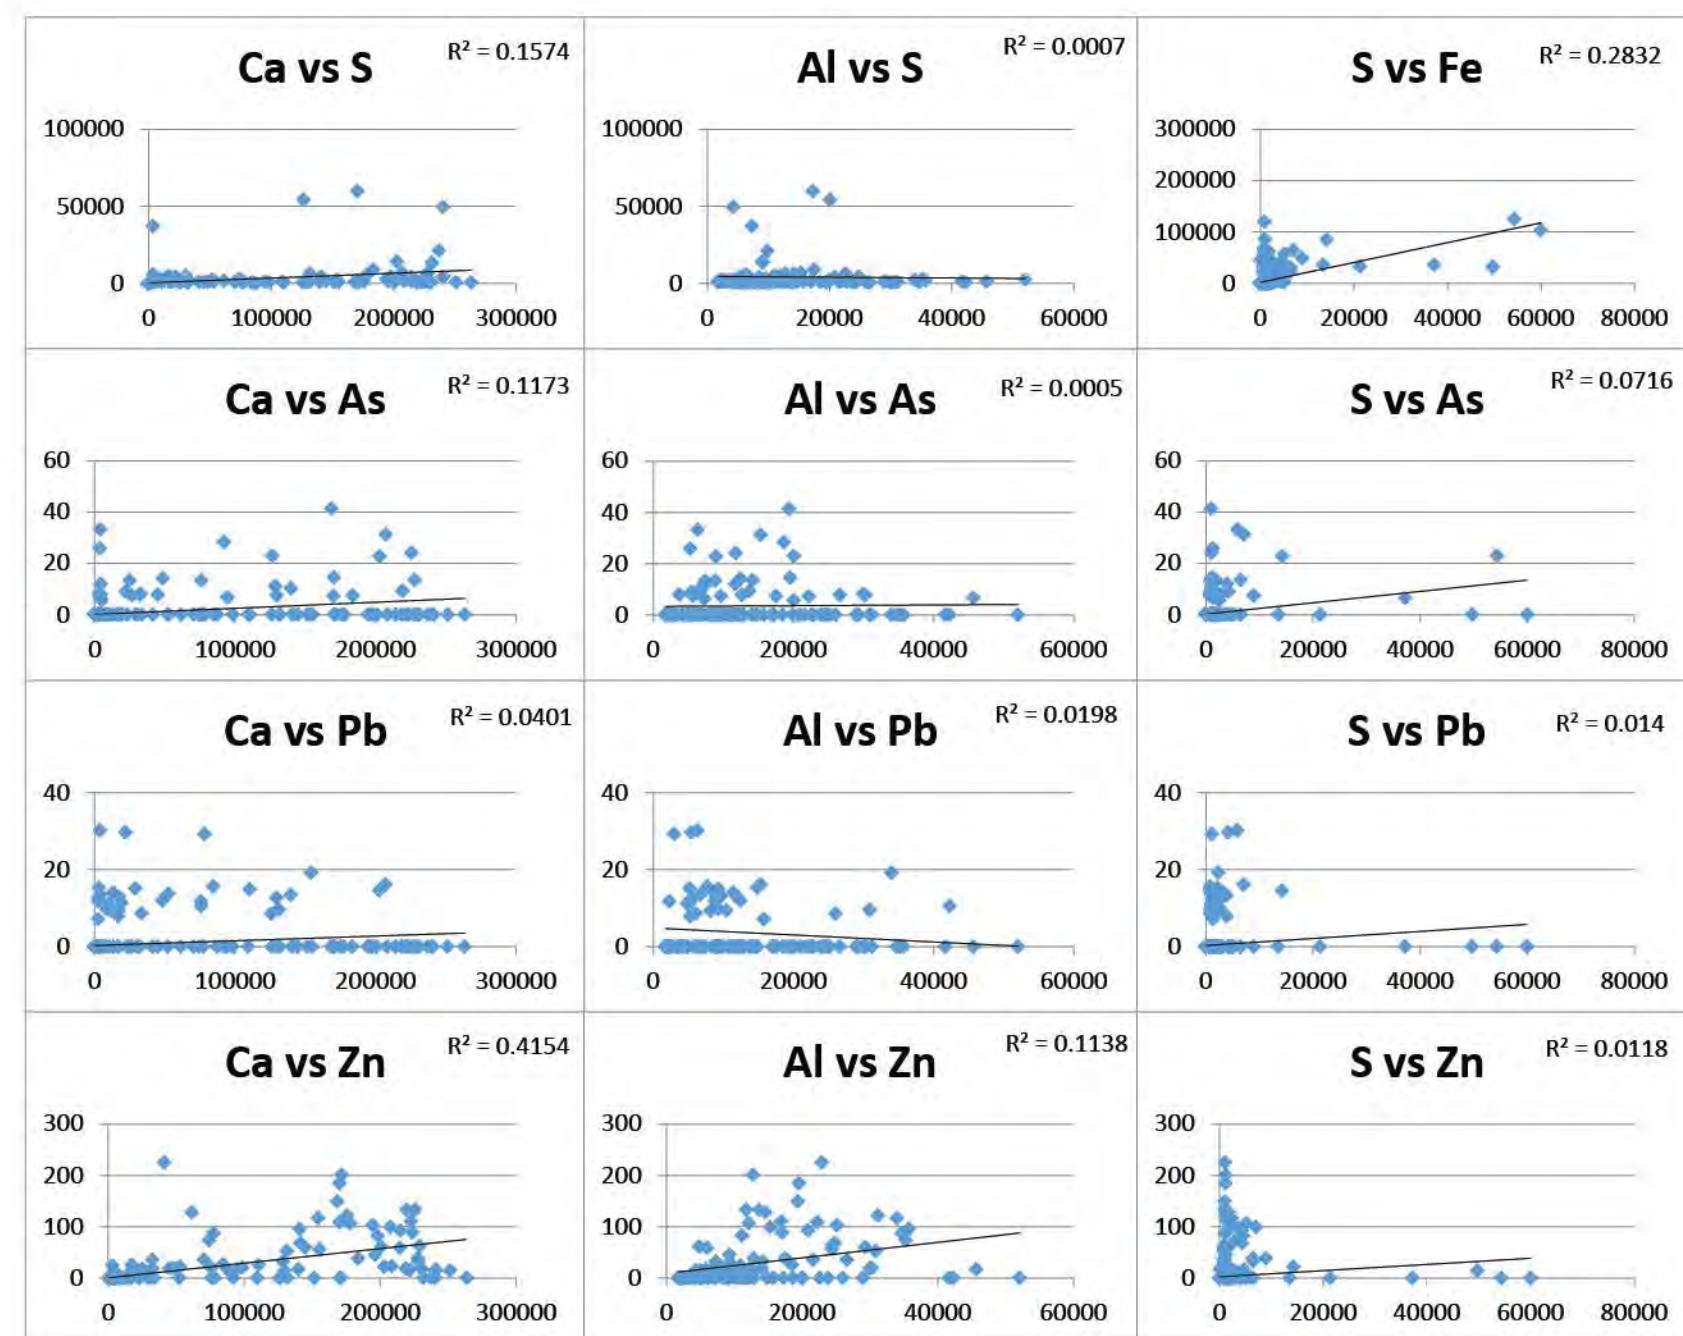 Ca vs S
R² = 0.1574
100000
50000
0
0 100000 200000 300000
Al vs S
R² = 0.0007
100000
50000
0
0 20000 40000 60000
S vs Fe
R² = 0.2832
300000
200000
100000
0
0 20000 40000 60000 80000
Ca vs As
R² = 0.1173
60
40
20
0
0 100000 200000 300000
Al vs As
R² = 0.0005
60
40
20
0
0 20000 40000 60000
S vs As
R² = 0.0716
60
40
20
0
0 20000 40000 60000 80000
Ca vs Pb
R² = 0.0401
40
20
0
0 100000 200000 300000
Al vs Pb
R² = 0.0198
40
20
0
0 20000 40000 60000
S vs Pb
R² = 0.014
40
20
0
0 20000 40000 60000 80000
Ca vs Zn
R² = 0.4154
300
200
100
0
0 100000 200000 300000
Al vs Zn
R² = 0.1138
300
200
100
0
0 20000 40000 60000
S vs Zn
R² = 0.0118
300
200
100
0
0 20000 40000 60000 80000